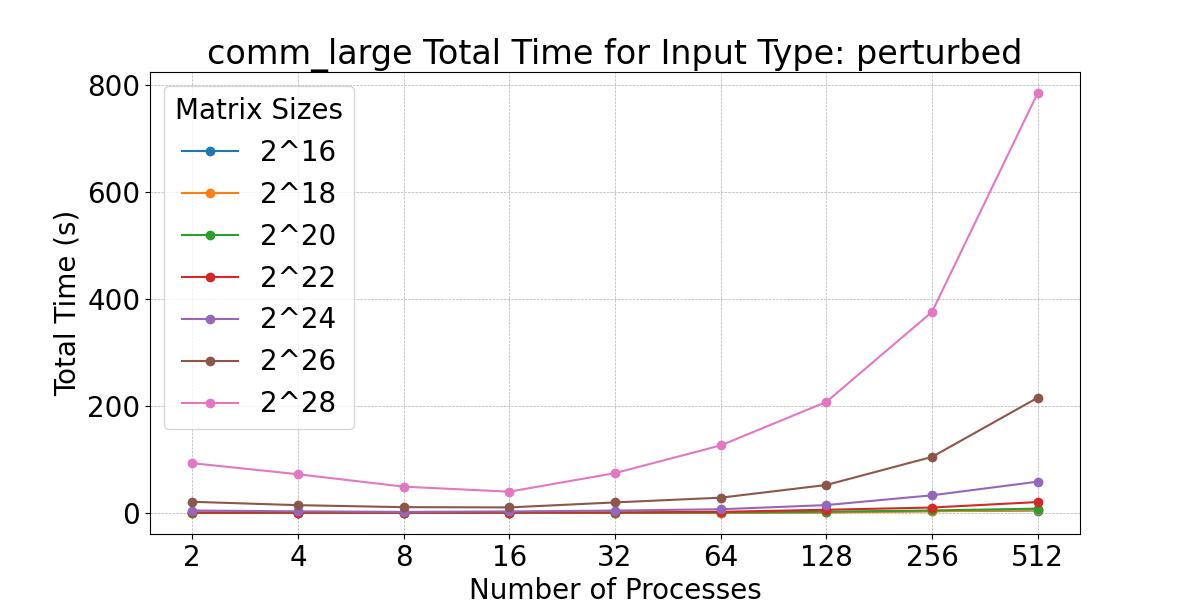 comm_large Total Time for Input Type: perturbed
Total Time (s)
800
600
400
200
0
Matrix Sizes
2^16
2^18
2^20
2^22
2^24
2^26
2^28
2 4 8 16 32 64 128 256 512
Number of Processes